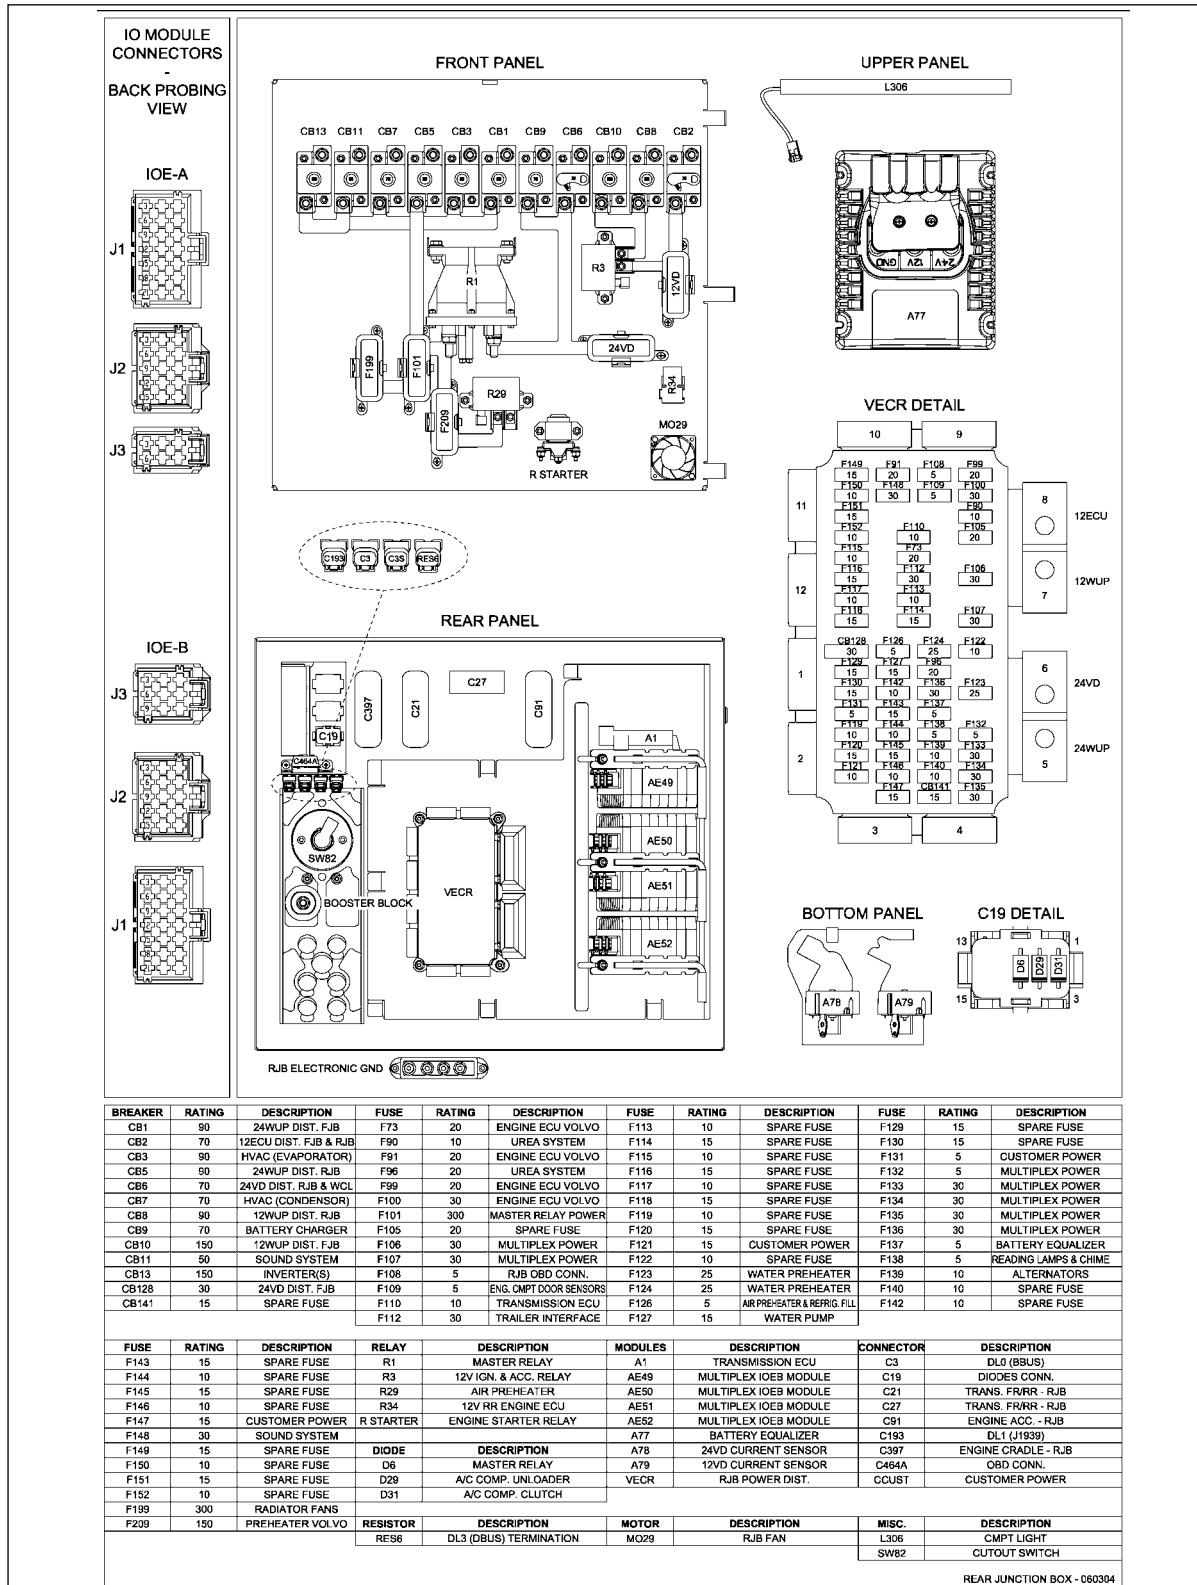 IO MODULE
CONNECTORS
-
BACK PROBING
VIEW
IOE-A
J1
J2
J3
IOE-B
J3
J2
J1
FRONT PANEL
CB13 CB11 CB7 CB5 CB3 CB1 CB9 CB6 CB10 CB8 CB2
R1
R3
12VD
24VD
F199
F101
F209
R29
R34
R STARTER
MO29
UPPER PANEL
L306
GND 12V 24V
A77
C193 C3 C3S RES6
REAR PANEL
C397
C21
C27
C91
C19
C464A
SW82
BOOSTER BLOCK
VECR
A1
AE49
AE50
AE51
AE52
RJB ELECTRONIC GND
VECR DETAIL
10 9
F149 F91 F108 F99
15 20 5 20
F150 F148 F109 F100
10 30 5 30
F151 F90
15 10
F152 F110 F105
10 10 20
F115 F73
10 20
F116 F112 F106
15 30 30
F117 F113
10 10
F118 F114 F107
15 15 30
CB128 F126 F124 F122
30 5 25 10
F129 F127 F96
15 15 20
F130 F142 F136 F123
15 10 30 25
F131 F143 F137
5 15 5
F119 F144 F138 F132
10 10 5 5
F120 F145 F139 F133
15 15 10 30
F121 F146 F140 F134
10 10 10 30
F147 CB141 F135
15 15 30
11
12
1
2
8
12ECU
12WUP
7
6
24VD
24WUP
5
3 4
BOTTOM PANEL
A78 A79
C19 DETAIL
13 1
D6 D29 D31
15 3
BREAKER RATING DESCRIPTION FUSE RATING DESCRIPTION FUSE RATING DESCRIPTION FUSE RATING DESCRIPTION
CB1 90 24WUP DIST. FJB F73 20 ENGINE ECU VOLVO F113 10 SPARE FUSE F129 15 SPARE FUSE
CB2 70 12ECU DIST. FJB & RJB F90 10 UREA SYSTEM F114 15 SPARE FUSE F130 15 SPARE FUSE
CB3 90 HVAC (EVAPORATOR) F91 20 ENGINE ECU VOLVO F115 10 SPARE FUSE F131 5 CUSTOMER POWER
CB5 90 24WUP DIST. RJB F96 20 UREA SYSTEM F116 15 SPARE FUSE F132 5 MULTIPLEX POWER
CB6 70 24VD DIST. RJB & WCL F99 20 ENGINE ECU VOLVO F117 10 SPARE FUSE F133 30 MULTIPLEX POWER
CB7 70 HVAC (CONDENSOR) F100 30 ENGINE ECU VOLVO F118 15 SPARE FUSE F134 30 MULTIPLEX POWER
CB8 90 12WUP DIST. RJB F101 300 MASTER RELAY POWER F119 10 SPARE FUSE F135 30 MULTIPLEX POWER
CB9 70 BATTERY CHARGER F105 20 SPARE FUSE F120 15 SPARE FUSE F136 30 MULTIPLEX POWER
CB10 150 12WUP DIST. FJB F106 30 MULTIPLEX POWER F121 15 CUSTOMER POWER F137 5 BATTERY EQUALIZER
CB11 50 SOUND SYSTEM F107 30 MULTIPLEX POWER F122 10 SPARE FUSE F138 5 READING LAMPS & CHIME
CB13 150 INVERTER(S) F108 5 RJB OBD CONN. F123 25 WATER PREHEATER F139 10 ALTERNATORS
CB128 30 24VD DIST. FJB F109 5 ENG. CMPT DOOR SENSORS F124 25 WATER PREHEATER F140 10 SPARE FUSE
CB141 15 SPARE FUSE F110 10 TRANSMISSION ECU F126 5 AIR PREHEATER & REFRIG. FILL F142 10 SPARE FUSE
F112 30 TRAILER INTERFACE F127 15 WATER PUMP
FUSE RATING DESCRIPTION RELAY DESCRIPTION MODULES DESCRIPTION CONNECTOR DESCRIPTION
F143 15 SPARE FUSE R1 MASTER RELAY A1 TRANSMISSION ECU C3 DL0 (BBUS)
F144 10 SPARE FUSE R3 12V IGN. & ACC. RELAY AE49 MULTIPLEX IOEB MODULE C19 DIODES CONN.
F145 15 SPARE FUSE R29 AIR PREHEATER AE50 MULTIPLEX IOEB MODULE C21 TRANS. FR/RR - RJB
F146 10 SPARE FUSE R34 12V RR ENGINE ECU AE51 MULTIPLEX IOEB MODULE C27 TRANS. FR/RR - RJB
F147 15 CUSTOMER POWER R STARTER ENGINE STARTER RELAY AE52 MULTIPLEX IOEB MODULE C91 ENGINE ACC. - RJB
F148 30 SOUND SYSTEM A77 BATTERY EQUALIZER C193 DL1 (J1939)
F149 15 SPARE FUSE DIODE DESCRIPTION A78 24VD CURRENT SENSOR C397 ENGINE CRADLE - RJB
F150 10 SPARE FUSE D6 MASTER RELAY A79 12VD CURRENT SENSOR C464A OBD CONN.
F151 15 SPARE FUSE D29 A/C COMP. UNLOADER VECR RJB POWER DIST. CCUST CUSTOMER POWER
F152 10 SPARE FUSE D31 A/C COMP. CLUTCH
F199 300 RADIATOR FANS
F209 150 PREHEATER VOLVO RESISTOR DESCRIPTION MOTOR DESCRIPTION MISC. DESCRIPTION
RES6 DL3 (DBUS) TERMINATION MO29 RJB FAN L306 CMPT LIGHT
SW82 CUTOUT SWITCH
REAR JUNCTION BOX - 060304